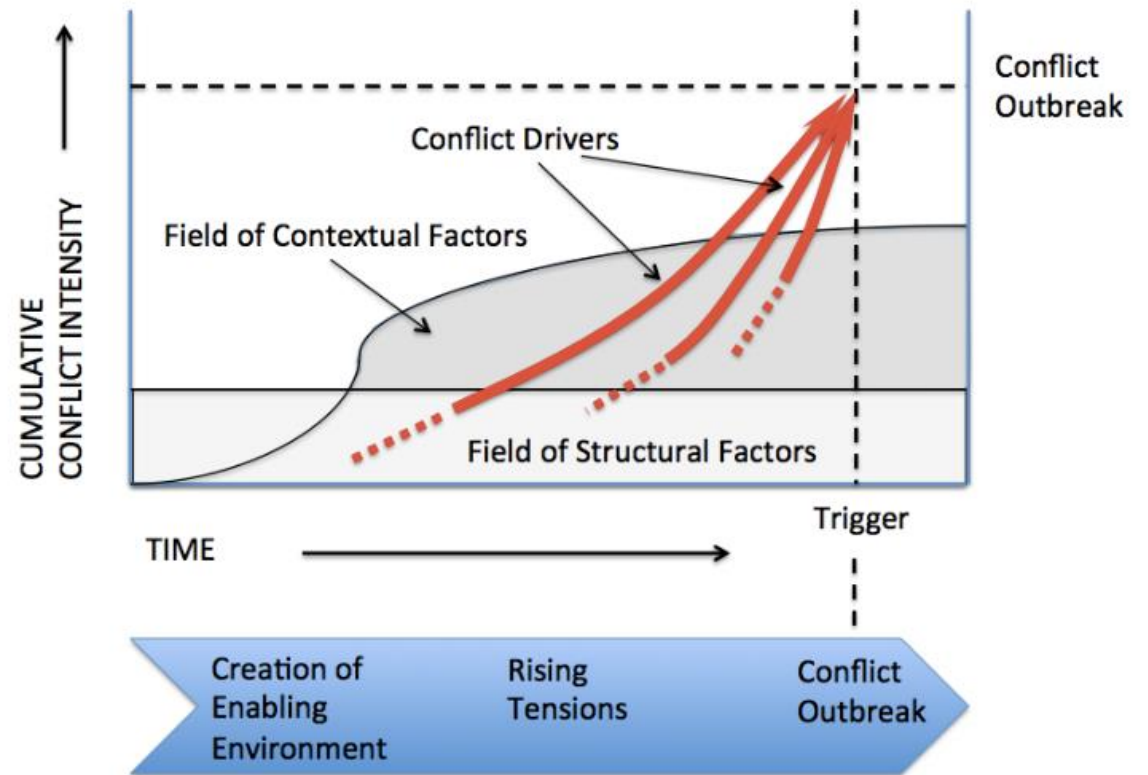 Conflict
Outbreak
Conflict Drivers
Field of Contextual Factors
CUMULATIVE
CONFLICT INTENSITY
Field of Structural Factors
Trigger
TIME
Creation of
Enabling
Environment
Rising
Tensions
Conflict
Outbreak